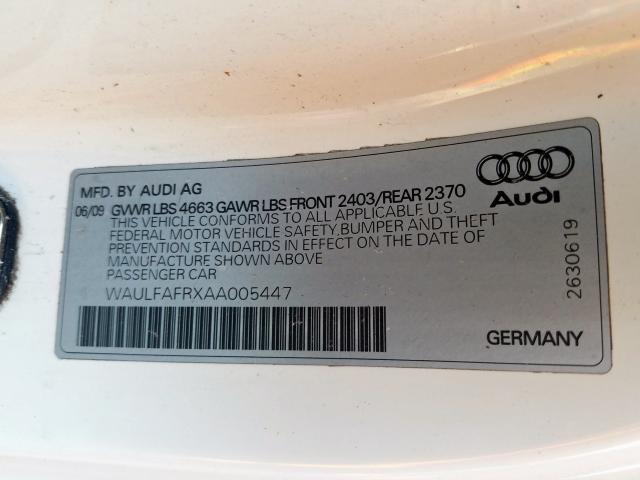 MFD. BY AUDI AG
06/09 GVWR LBS 4663 GAWR LBS FRONT 2403/REAR 2370
THIS VEHICLE CONFORMS TO ALL APPLICABLE U.S.
FEDERAL MOTOR VEHICLE SAFETY,BUMPER AND THEFT
PREVENTION STANDARDS IN EFFECT ON THE DATE OF
MANUFACTURE SHOWN ABOVE
PASSENGER CAR
WAULFAFRXAA005447
Audi
2630619
GERMANY